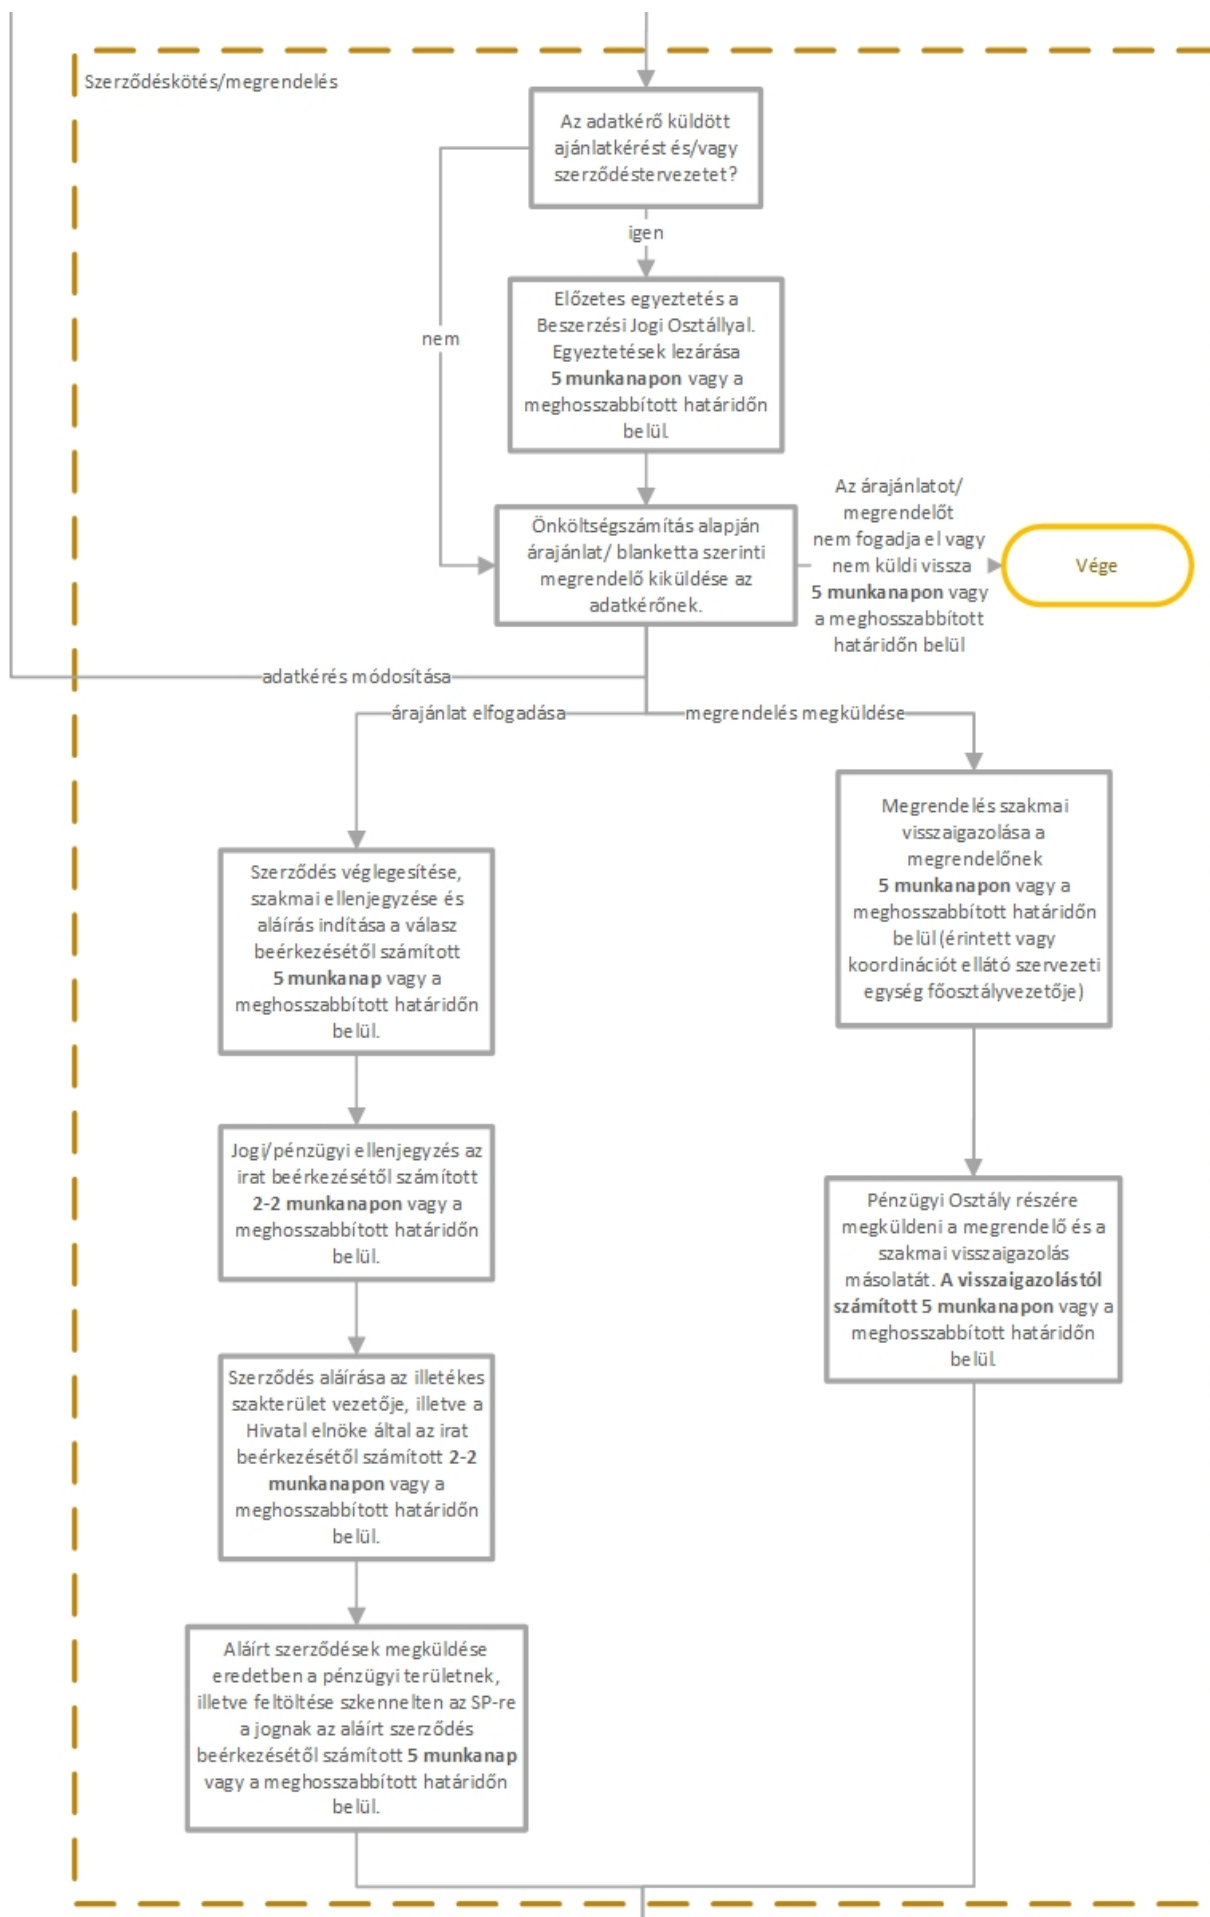 Szerződéskötés/megrendelés
Az adatkérő küldött
ajánlatkérést és/vagy
szerződéstervezetet?
igen
nem
Előzetes egyeztetés a
Beszerzési Jogi Osztállyal.
Egyeztetések lezárása
5 munkanapon vagy a
meghosszabbított határidőn
belül.
Önköltségszámítás alapján
árajánlat/ blanketta szerinti
megrendelő kiküldése az
adatkérőnek.
Az árajánlatot/
megrendelőt
nem fogadja el vagy
nem küldi vissza
5 munkanapon vagy
a meghosszabbított
határidőn belül
Vége
adatkérés módosítása
árajánlat elfogadása
megrendelés megküldése
Szerződés véglegesítése,
szakmai ellenjegyzése és
aláírás indítása a válasz
beérkezésétől számított
5 munkanap vagy a
meghosszabbított határidőn
belül.
Jogi/pénzügyi ellenjegyzés az
irat beérkezésétől számított
2-2 munkanapon vagy a
meghosszabbított határidőn
belül.
Szerződés aláírása az illetékes
szakterület vezetője, illetve a
Hivatal elnöke által az irat
beérkezésétől számított 2-2
munkanapon vagy a
meghosszabbított határidőn
belül.
Aláírt szerződések megküldése
eredetben a pénzügyi területnek,
illetve feltöltése szkennelten az SP-re
a jognak az aláírt szerződés
beérkezésétől számított 5 munkanap
vagy a meghosszabbított határidőn
belül.
Megrendelés szakmai
visszaigazolása a
megrendelőnek
5 munkanapon vagy a
meghosszabbított határidőn
belül (érintett vagy
koordinációt ellátó szervezeti
egység főosztályvezetője)
Pénzügyi Osztály részére
megküldeni a megrendelő és a
szakmai visszaigazolás
másolatát. A visszaigazolástól
számított 5 munkanapon vagy a
meghosszabbított határidőn
belül.